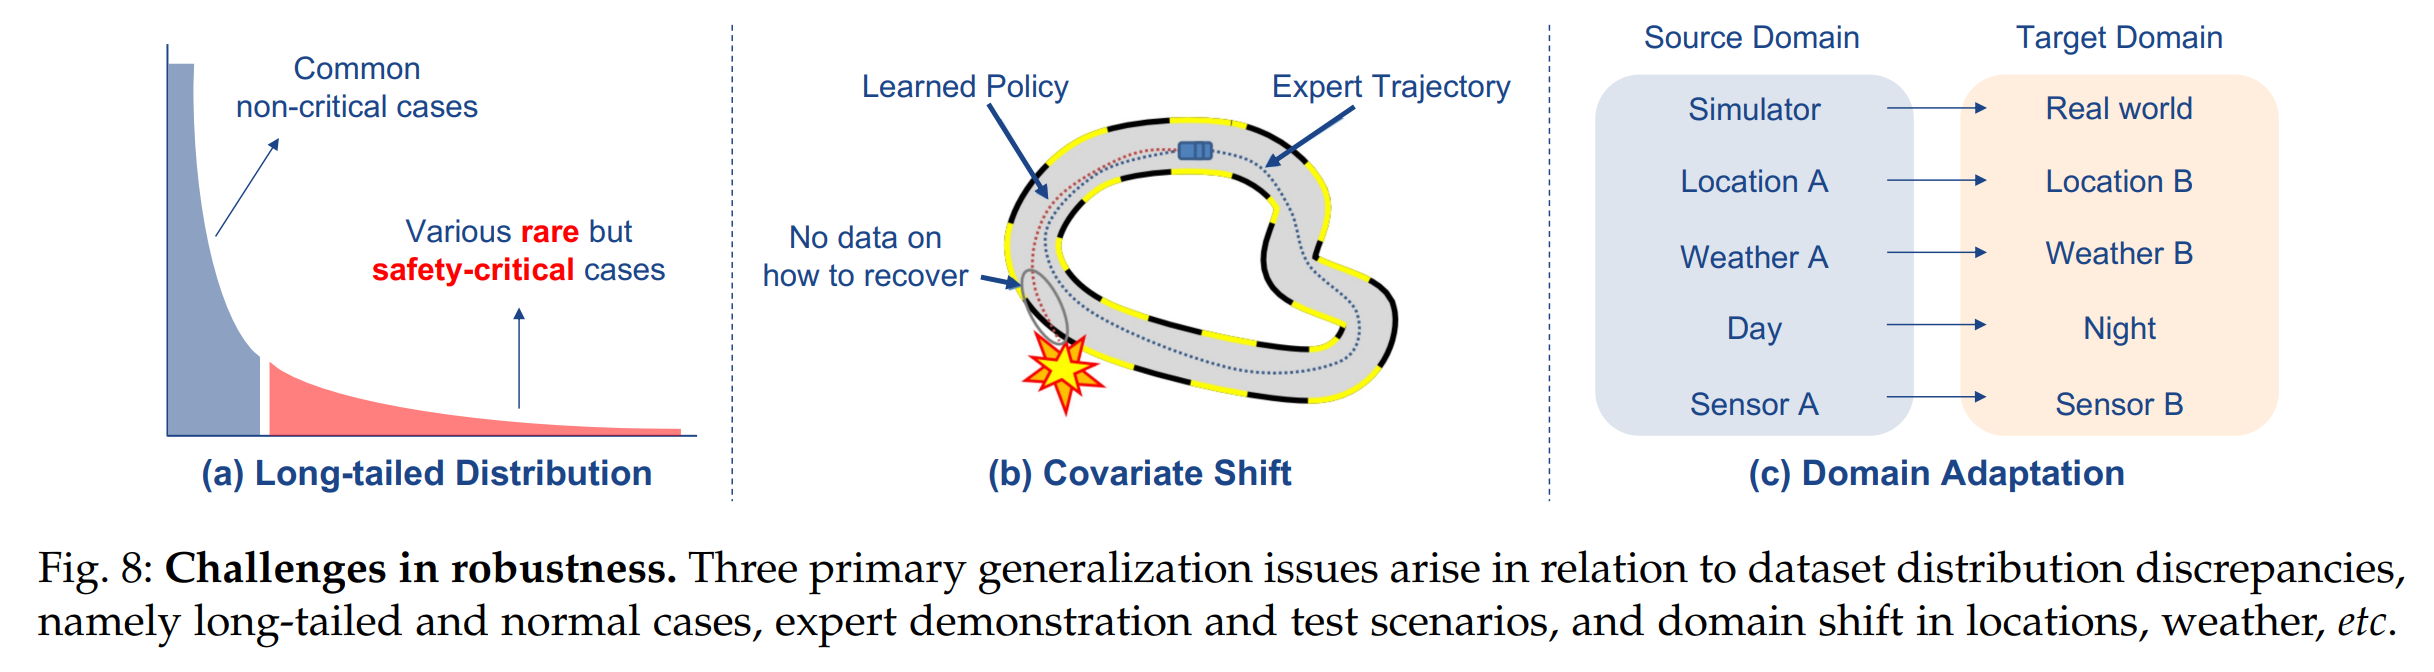 Common
non-critical cases
Various rare but
safety-critical cases
(a) Long-tailed Distribution
Learned Policy
Expert Trajectory
No data on
how to recover
(b) Covariate Shift
Source Domain
Target Domain
Simulator
Real world
Location A
Location B
Weather A
Weather B
Day
Night
Sensor A
Sensor B
(c) Domain Adaptation
Fig. 8: Challenges in robustness. Three primary generalization issues arise in relation to dataset distribution discrepancies,
namely long-tailed and normal cases, expert demonstration and test scenarios, and domain shift in locations, weather, etc.